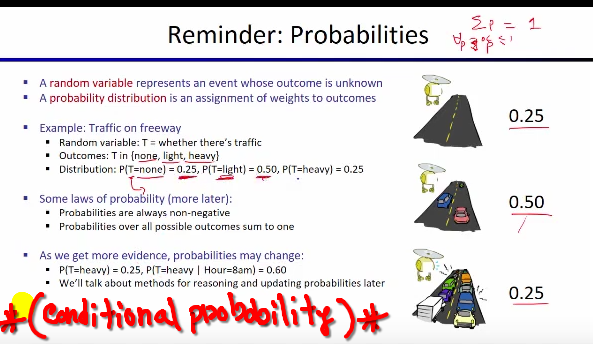 Reminder: Probabilities
Σp = 1
A random variable represents an event whose outcome is unknown
A probability distribution is an assignment of weights to outcomes
Example: Traffic on freeway
Random variable: T = whether there's traffic
Outcomes: T in {none, light, heavy}
Distribution: P(T=none) = 0.25, P(T=light) = 0.50, P(T=heavy) = 0.25
Some laws of probability (more later):
Probabilities are always non-negative
Probabilities over all possible outcomes sum to one
As we get more evidence, probabilities may change:
P(T=heavy) = 0.25, P(T=heavy | Hour=8am) = 0.60
We'll talk about methods for reasoning and updating probabilities later
*(Conditional probability)*
0.25
0.50
0.25